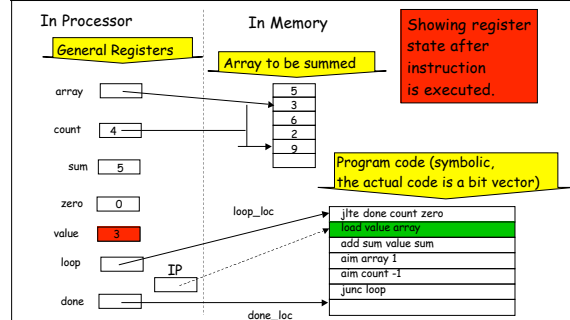 In Processor
In Memory
General Registers
Array to be summed
Showing register
state after
instruction
is executed.
array
count
4
sum
5
zero
0
value
3
loop
IP
done
5
3
6
2
9
Program code (symbolic,
the actual code is a bit vector)
loop_loc
jlte done count zero
load value array
add sum value sum
aim array 1
aim count -1
junc loop
done_loc